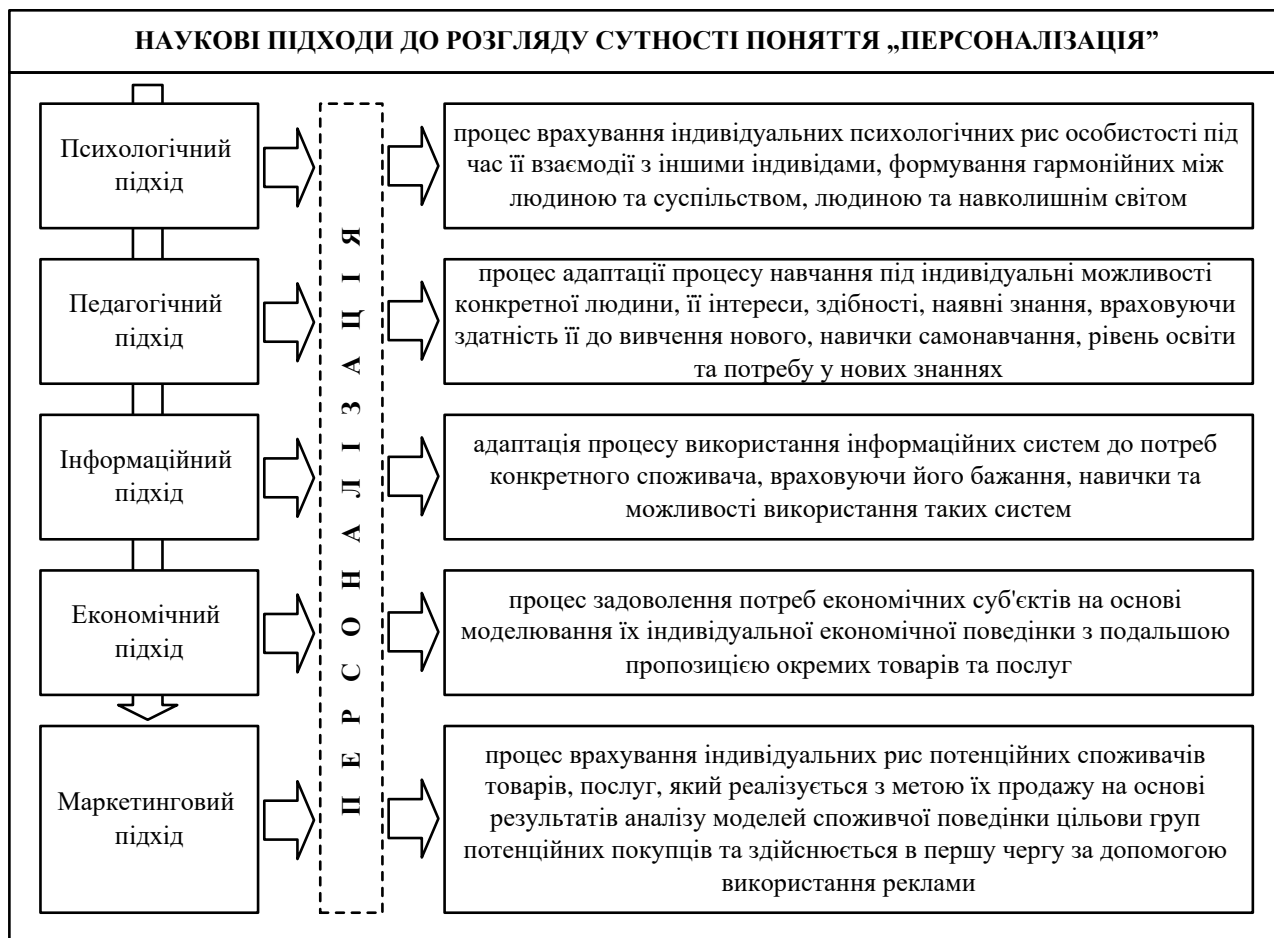 НАУКОВІ ПІДХОДИ ДО РОЗГЛЯДУ СУТНОСТІ ПОНЯТТЯ „ПЕРСОНАЛІЗАЦІЯ”
Психологічний
підхід
процес врахування індивідуальних психологічних рис особистості під
час її взаємодії з іншими індивідами, формування гармонійних між
людиною та суспільством, людиною та навколишнім світом
Педагогічний
підхід
процес адаптації процесу навчання під індивідуальні можливості
конкретної людини, її інтереси, здібності, наявні знання, враховуючи
здатність її до вивчення нового, навички самонавчання, рівень освіти
та потребу у нових знаннях
Інформаційний
підхід
адаптація процесу використання інформаційних систем до потреб
конкретного споживача, враховуючи його бажання, навички та
можливості використання таких систем
Економічний
підхід
процес задоволення потреб економічних суб'єктів на основі
моделювання їх індивідуальної економічної поведінки з подальшою
пропозицією окремих товарів та послуг
Маркетинговий
підхід
процес врахування індивідуальних рис потенційних споживачів
товарів, послуг, який реалізується з метою їх продажу на основі
результатів аналізу моделей споживчої поведінки цільови груп
потенційних покупців та здійснюється в першу чергу за допомогою
використання реклами
П Е Р С О Н А Л І З А Ц І Я